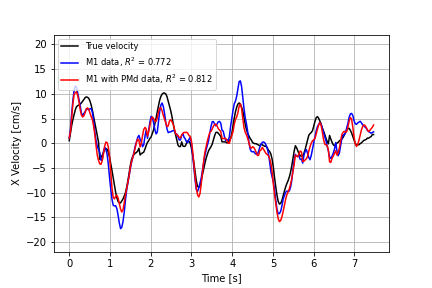 True velocity
M1 data, R² = 0.772
M1 with PMd data, R² = 0.812
X Velocity [cm/s]
20
15
10
5
0
−5
−10
−15
−20
0 1 2 3 4 5 6 7
Time [s]